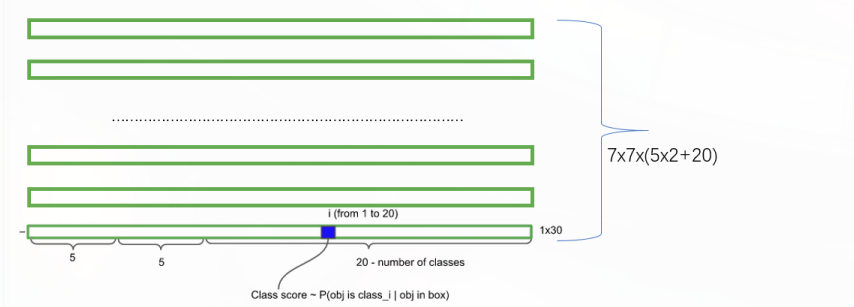 ……………………………………………………………………
7x7x(5x2+20)
i (from 1 to 20)
1x30
5
5
20 - number of classes
Class score ~ P(obj is class_i | obj in box)